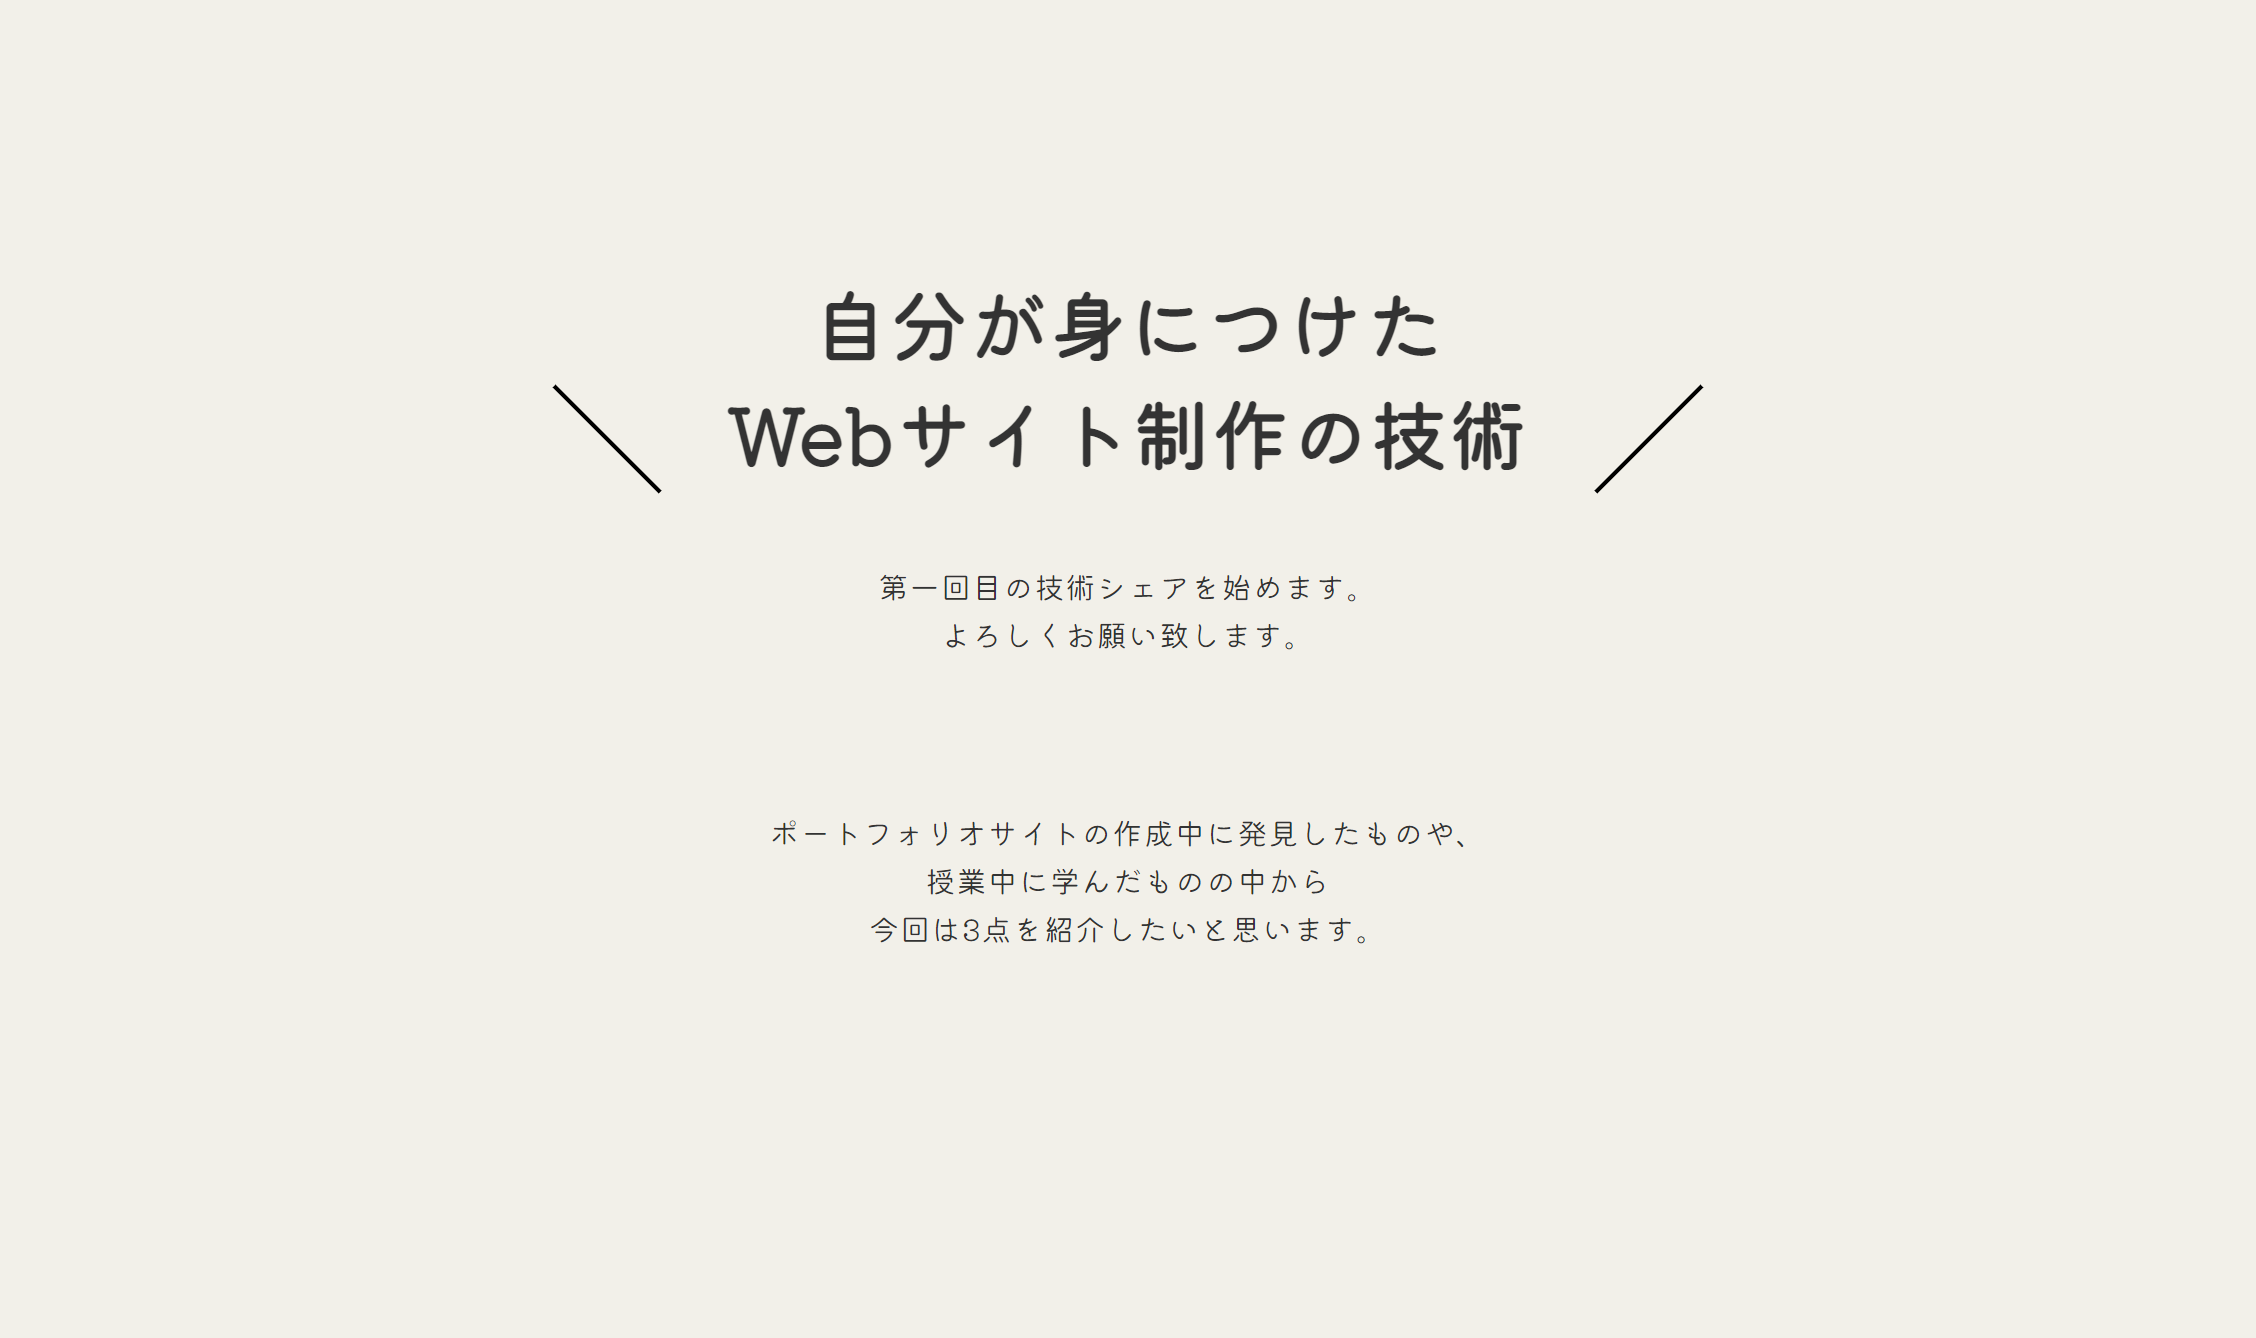 自分が身につけた
Webサイト制作の技術
第一回目の技術シェアを始めます。
よろしくお願い致します。
ポートフォリオサイトの作成中に発見したものや、
授業中に学んだものの中から
今回は3点を紹介したいと思います。